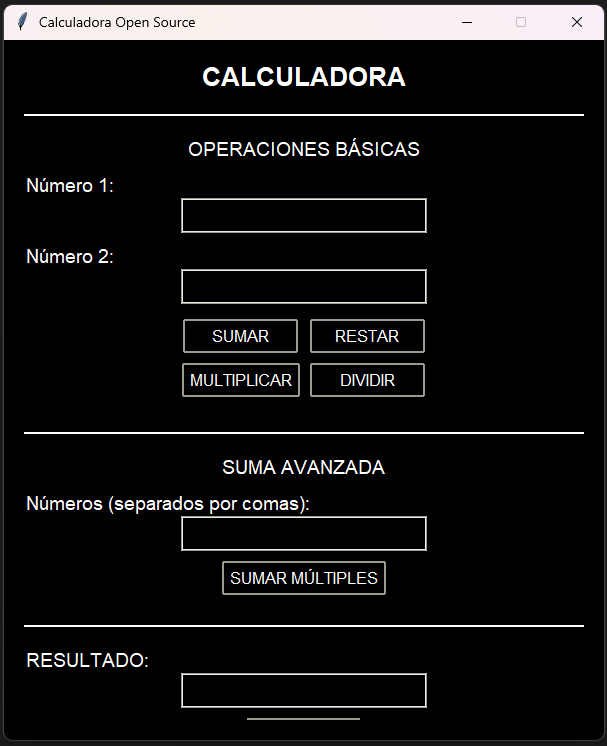 Calculadora Open Source
CALCULADORA
OPERACIONES BÁSICAS
Número 1:
Número 2:
SUMAR RESTAR
MULTIPLICAR DIVIDIR
SUMA AVANZADA
Números (separados por comas):
SUMAR MÚLTIPLES
RESULTADO: